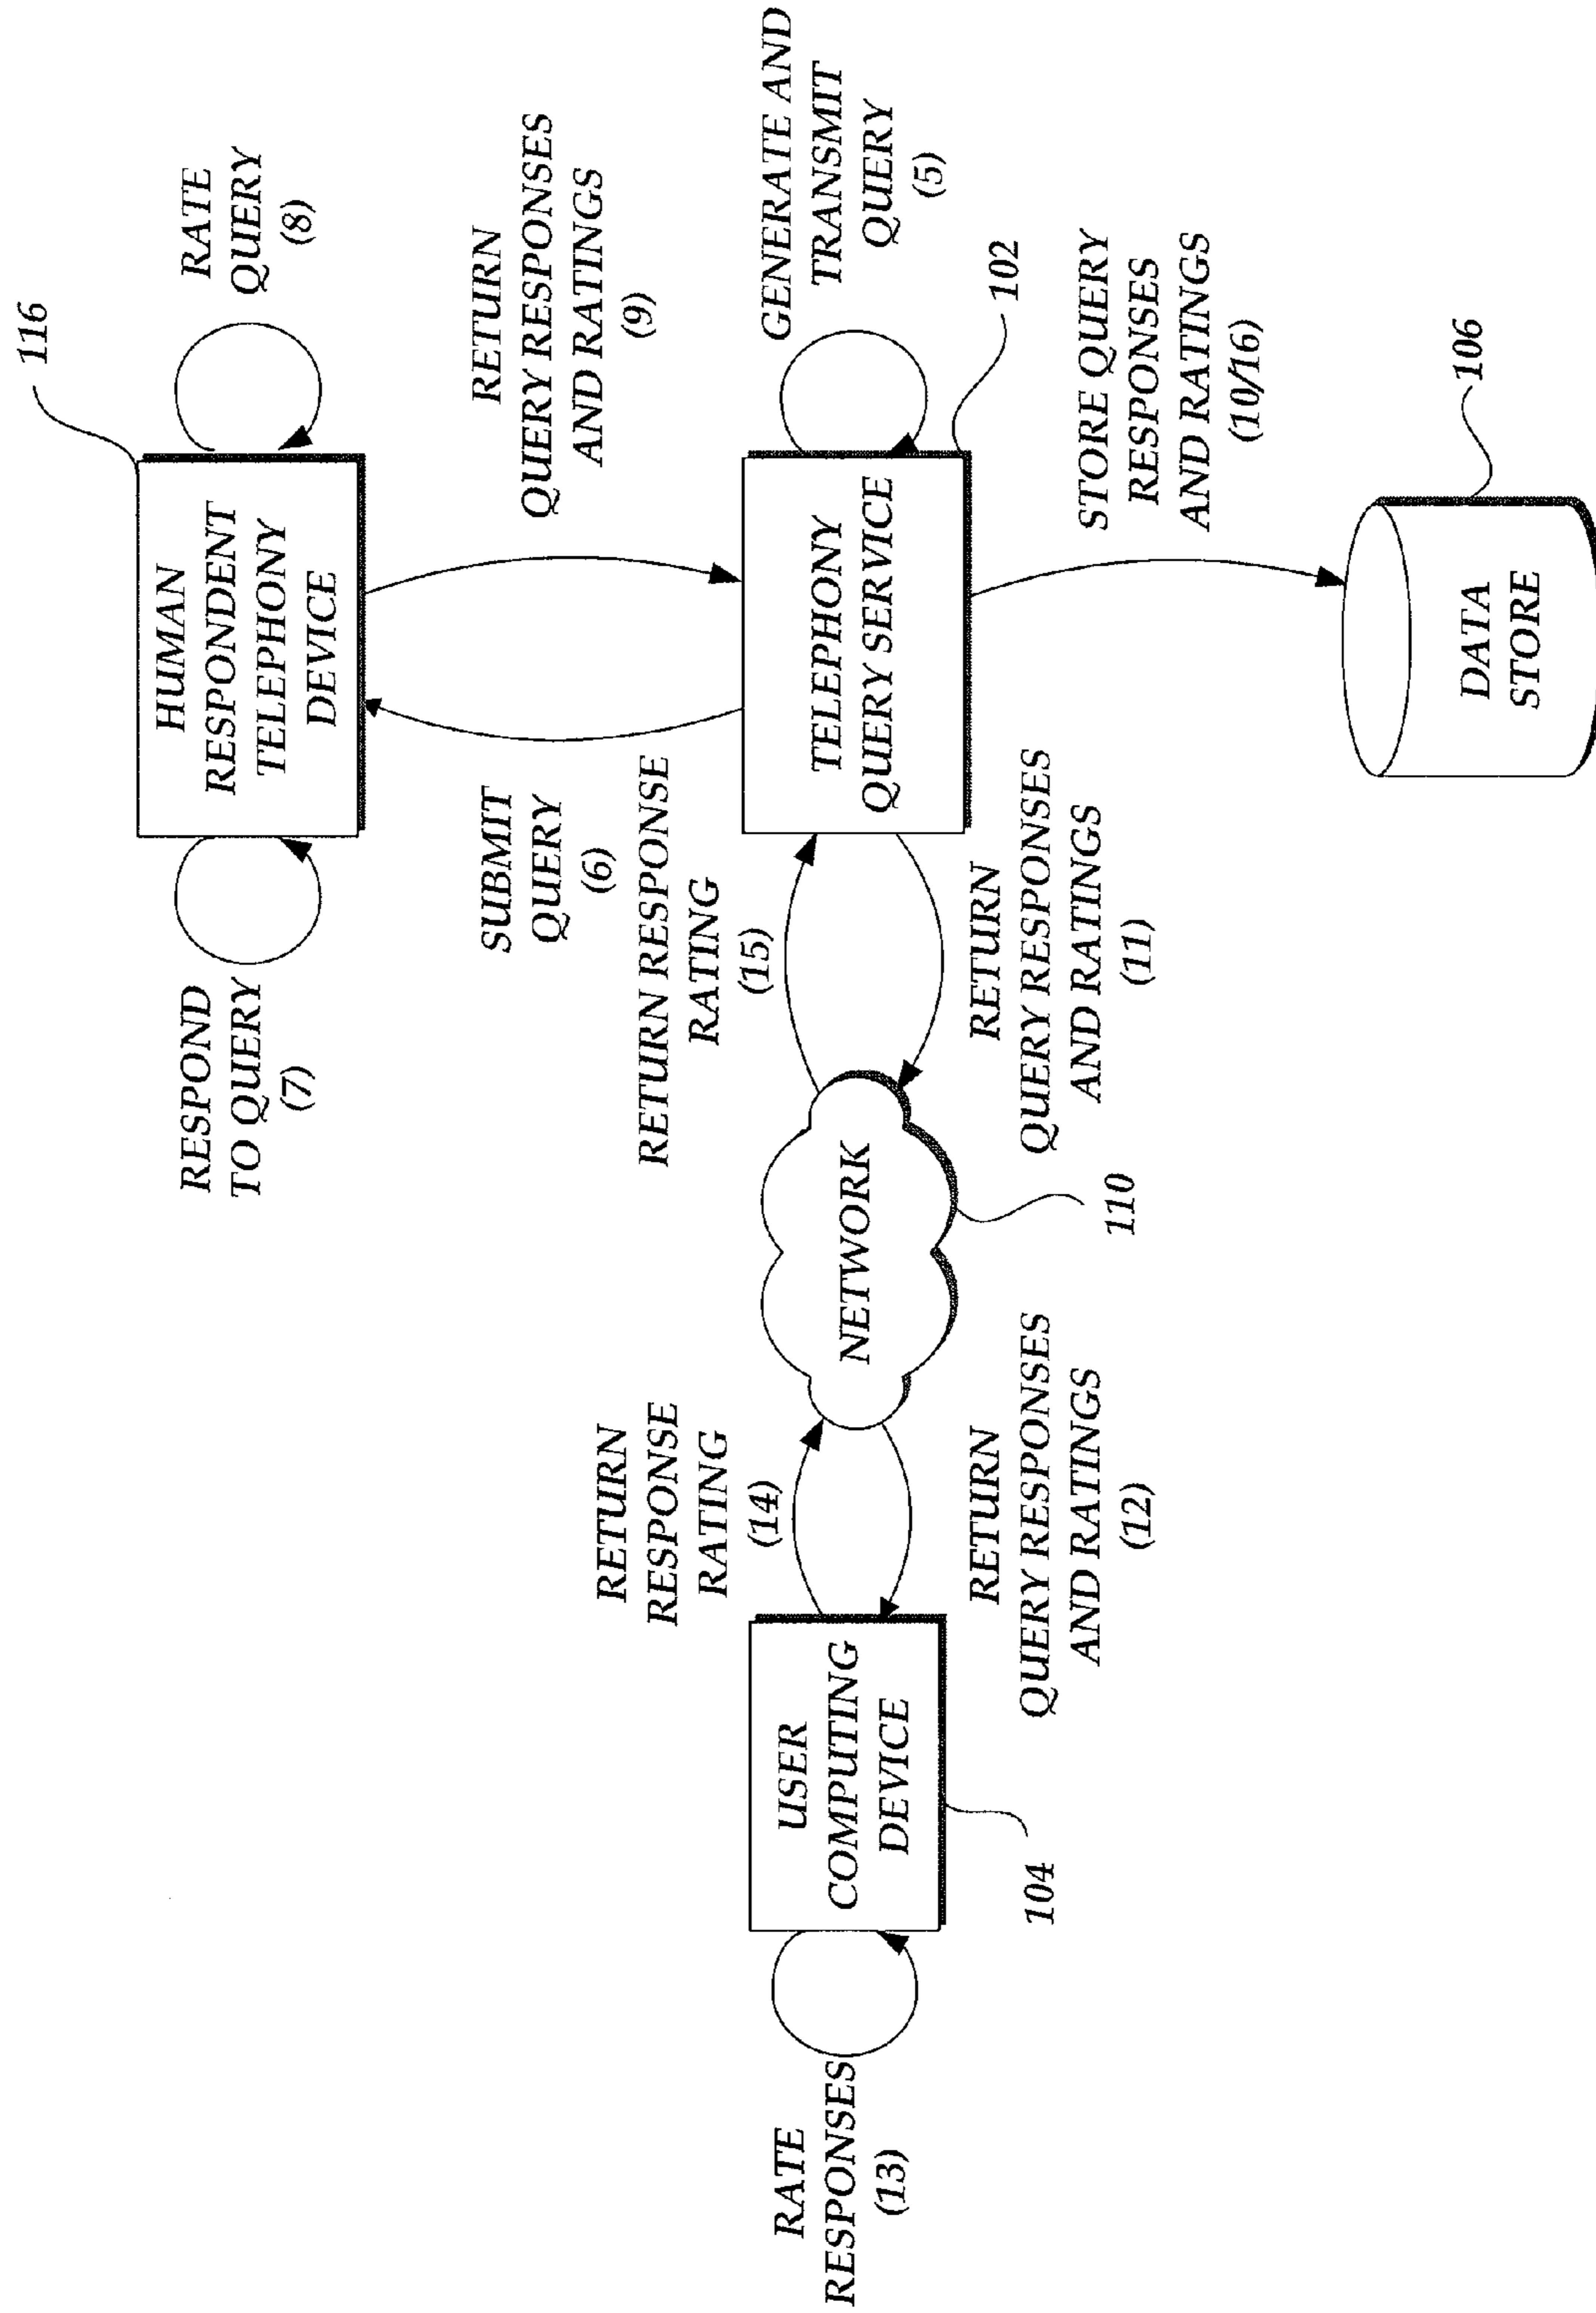 116
RATE
QUERY
(8)
HUMAN
RESPONDENT
TELEPHONY
DEVICE
RESPOND
TO QUERY
(7)
RETURN
QUERY RESPONSES
AND RATINGS
(9)
SUBMIT
QUERY
(6)
GENERATE AND
TRANSMIT
QUERY
(5)
102
TELEPHONY
QUERY SERVICE
RETURN RESPONSE
RATING
(15)
RETURN
QUERY RESPONSES
AND RATINGS
(11)
NETWORK
110
RETURN
RESPONSE
RATING
(14)
RETURN
QUERY RESPONSES
AND RATINGS
(12)
USER
COMPUTING
DEVICE
104
RATE
RESPONSES
(13)
STORE QUERY
RESPONSES
AND RATINGS
(10/16)
106
DATA
STORE